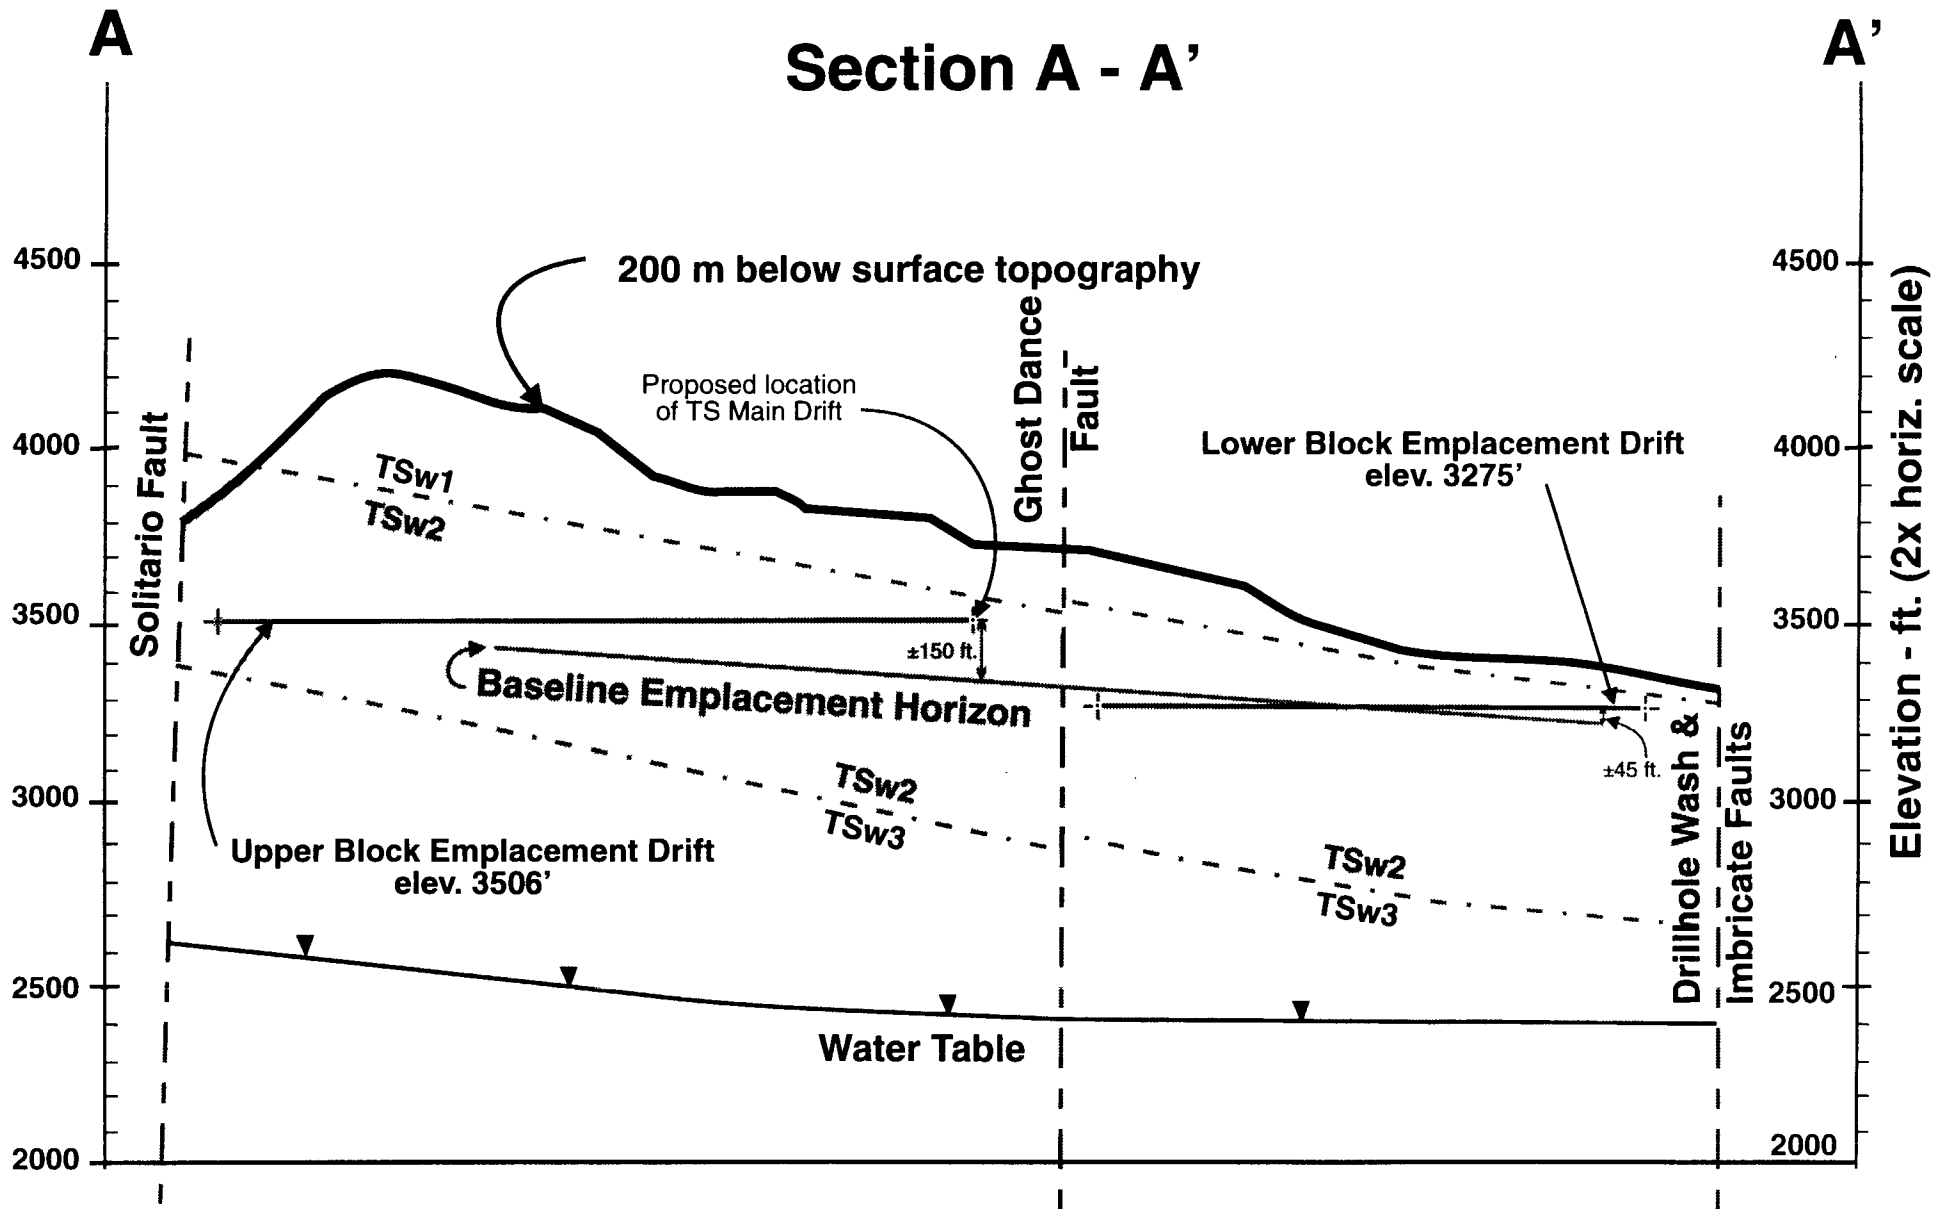 A
A'
Section A - A'
4500
4000
3500
3000
2500
2000
Solitario Fault
200 m below surface topography
TSw1
TSw2
Proposed location
of TS Main Drift
Ghost Dance
Fault
Lower Block Emplacement Drift
elev. 3275'
±150 ft.
Baseline Emplacement Horizon
±45 ft.
TSw2
TSw3
Upper Block Emplacement Drift
elev. 3506'
TSw2
TSw3
Water Table
Drillhole Wash &
Imbricate Faults
4500
4000
3500
3000
2500
2000
Elevation - ft. (2x horiz. scale)